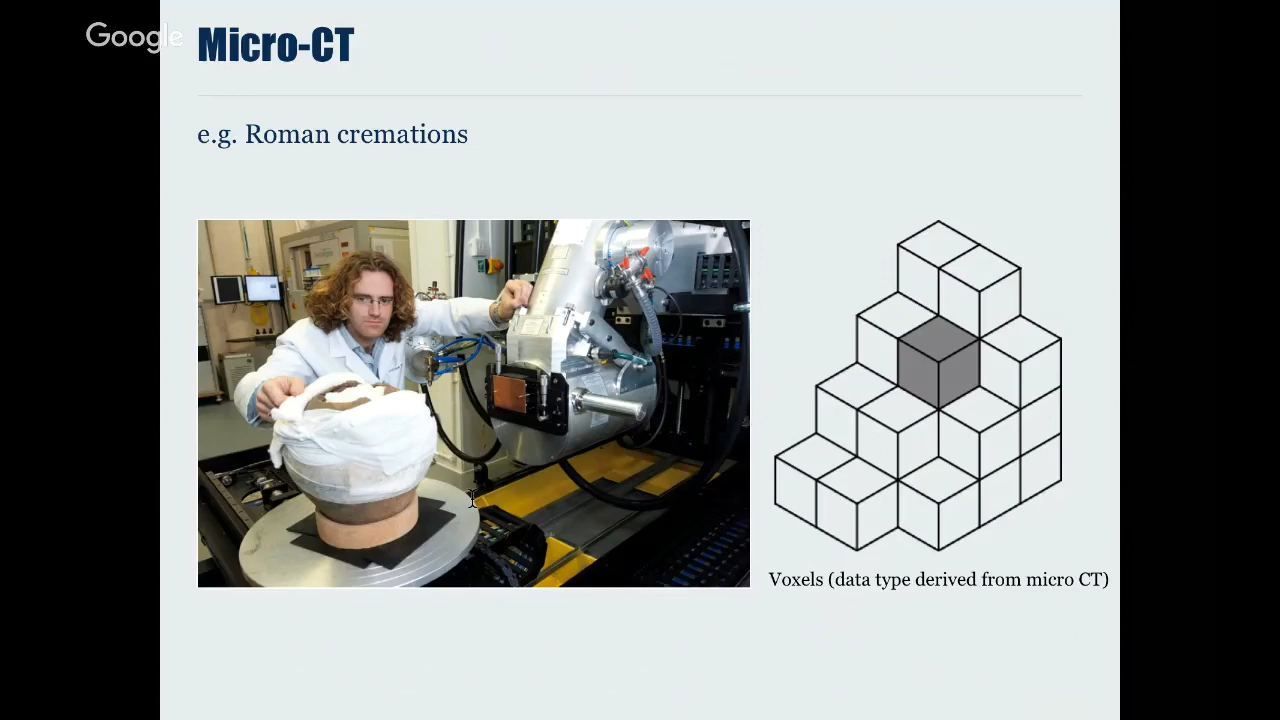 Google
Micro-CT
e.g. Roman cremations
Voxels (data type derived from micro CT)